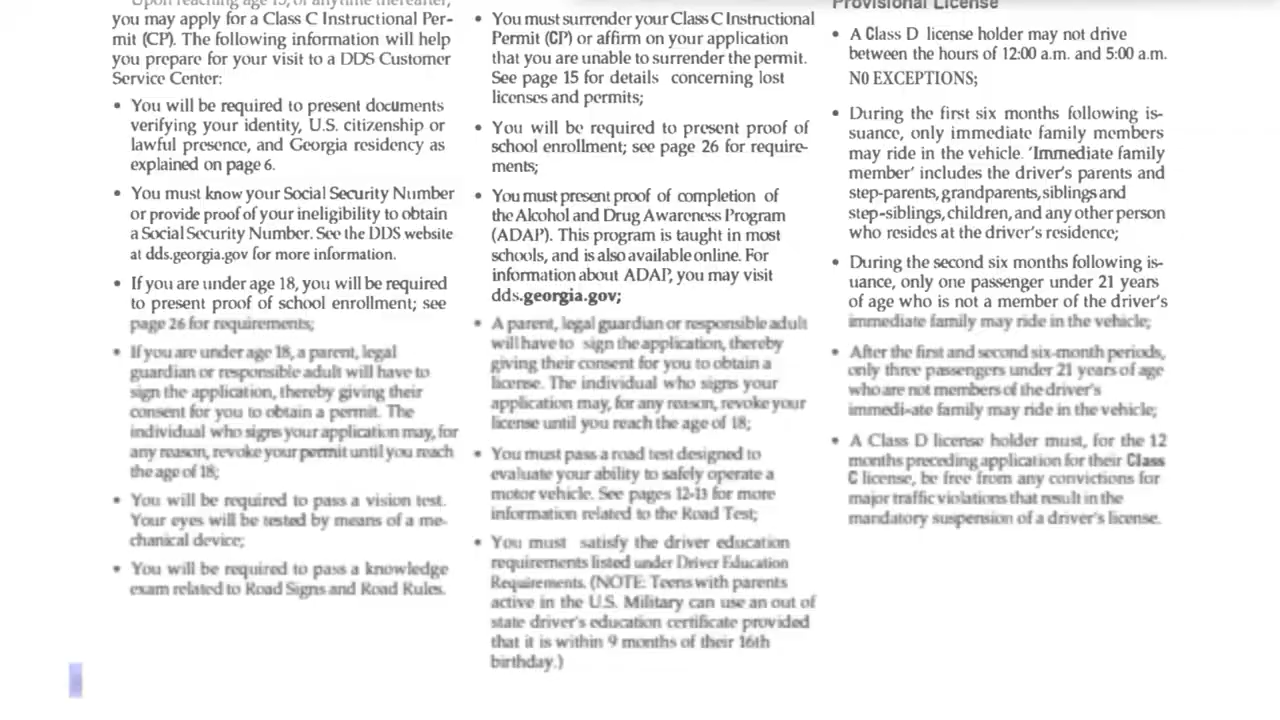 Upon reaching age 15, or anytime thereafter,
you may apply for a Class C Instructional Per-
mit (CP). The following information will help
you prepare for your visit to a DDS Customer
Service Center:
• You will be required to present documents
verifying your identity, U.S. citizenship or
lawful presence, and Georgia residency as
explained on page 6.
• You must know your Social Security Number
or provide proof of your ineligibility to obtain
a Social Security Number. See the DDS website
at dds.georgia.gov for more information.
• If you are under age 18, you will be required
to present proof of school enrollment; see
page 26 for requirements;
• If you are under age 18, a parent, legal
guardian or responsible adult will have to
sign the application, thereby giving their
consent for you to obtain a permit. The
individual who signs your application may, for
any reason, revoke your permit until you reach
the age of 18;
• You will be required to pass a vision test.
Your eyes will be tested by means of a me-
chanical device;
• You will be required to pass a knowledge
exam related to Road Signs and Road Rules.
• You must surrender your Class C Instructional
Permit (CP) or affirm on your application
that you are unable to surrender the permit.
See page 15 for details concerning lost
licenses and permits;
• You will be required to present proof of
school enrollment; see page 26 for require-
ments;
• You must present proof of completion of
the Alcohol and Drug Awareness Program
(ADAP). This program is taught in most
schools, and is also available online. For
information about ADAP, you may visit
dds.georgia.gov;
• A parent, legal guardian or responsible adult
will have to sign the application, thereby
giving their consent for you to obtain a
license. The individual who signs your
application may, for any reason, revoke your
license until you reach the age of 18;
• You must pass a road test designed to
evaluate your ability to safely operate a
motor vehicle. See pages 12-13 for more
information related to the Road Test;
• You must satisfy the driver education
requirements listed under Driver Education
Requirements. (NOTE: Teens with parents
active in the U.S. Military can use an out of
state driver's education certificate provided
that it is within 9 months of their 16th
birthday.)
Provisional License
• A Class D license holder may not drive
between the hours of 12:00 a.m. and 5:00 a.m.
NO EXCEPTIONS;
• During the first six months following is-
suance, only immediate family members
may ride in the vehicle. 'Immediate family
member' includes the driver's parents and
step-parents, grandparents, siblings and
step-siblings, children, and any other person
who resides at the driver's residence;
• During the second six months following is-
uance, only one passenger under 21 years
of age who is not a member of the driver's
immediate family may ride in the vehicle;
• After the first and second six-month periods,
only three passengers under 21 years of age
who are not members of the driver's
immedi-ate family may ride in the vehicle;
• A Class D license holder must, for the 12
months preceding application for their Class
C license, be free from any convictions for
major traffic violations that result in the
mandatory suspension of a driver's license.